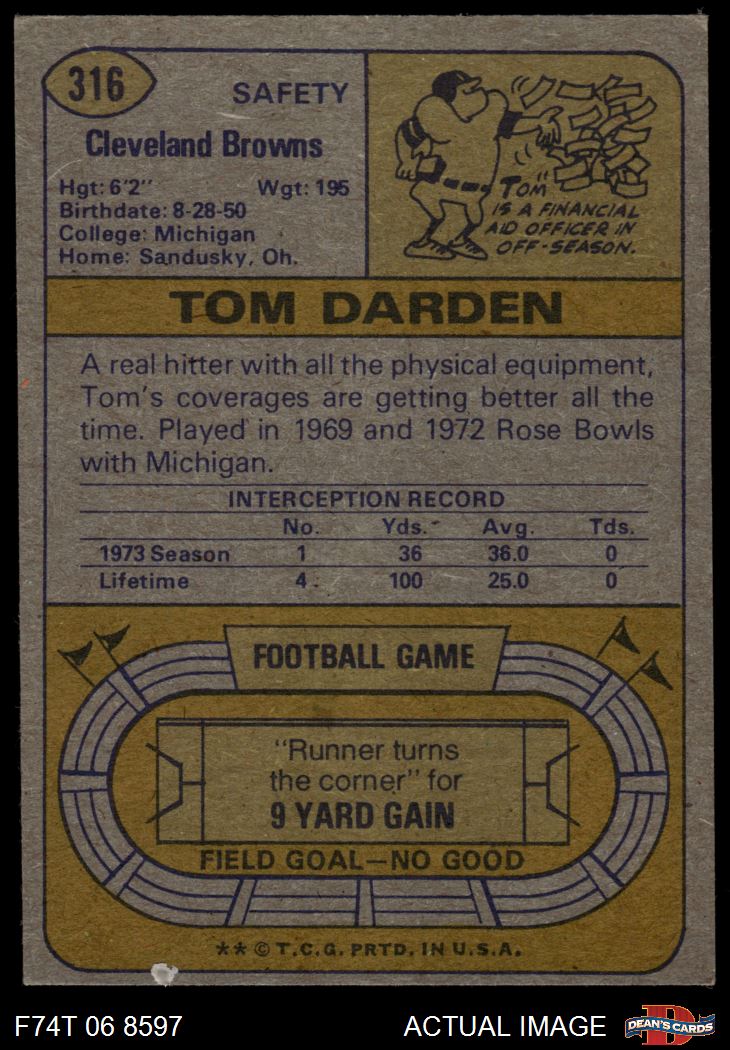 316
SAFETY
Cleveland Browns
Hgt: 6'2" Wgt: 195
Birthdate: 8-28-50
College: Michigan
Home: Sandusky, Oh.
TOM
IS A FINANCIAL
AID OFFICER IN
OFF-SEASON.
TOM DARDEN
A real hitter with all the physical equipment,
Tom's coverages are getting better all the
time. Played in 1969 and 1972 Rose Bowls
with Michigan.
INTERCEPTION RECORD
No. Yds. Avg. Tds.
1973 Season 1 36 36.0 0
Lifetime 4 100 25.0 0
FOOTBALL GAME
"Runner turns
the corner" for
9 YARD GAIN
FIELD GOAL—NO GOOD
** © T.C.G. PRTD. IN U.S.A.
F74T 06 8597 ACTUAL IMAGE
D
DEAN'S CARDS